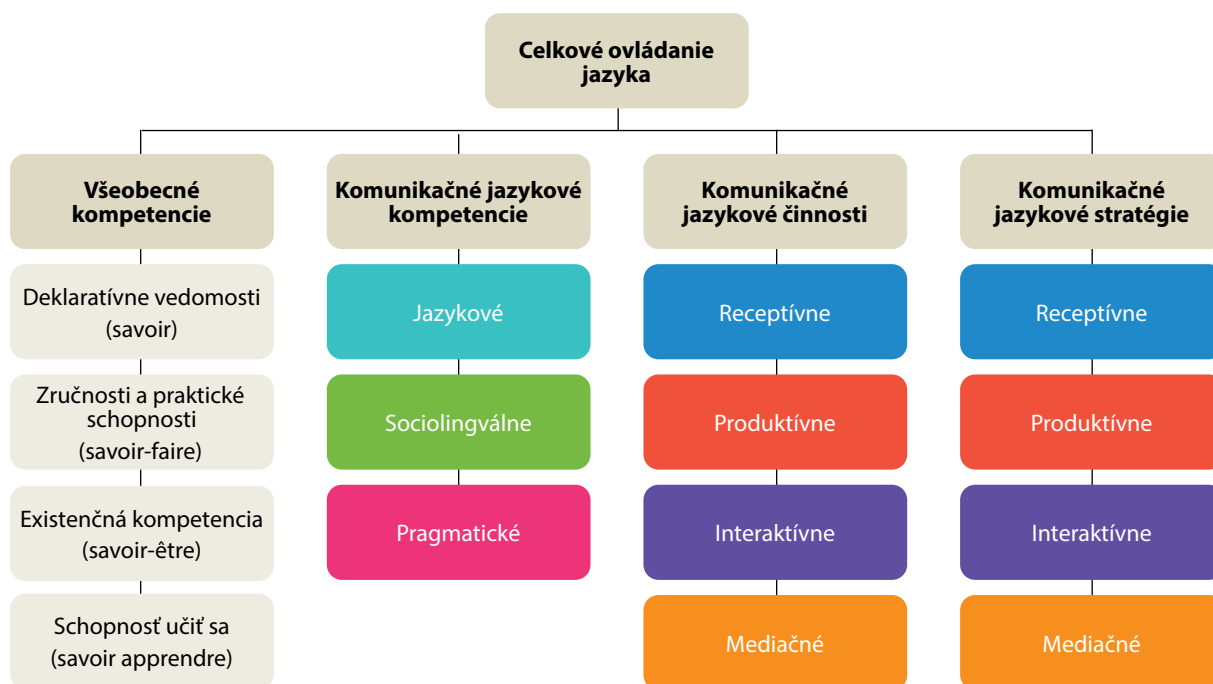 Celkové ovládanie
jazyka
Všeobecné
kompetencie
Deklaratívne vedomosti
(savoir)
Zručnosti a praktické
schopnosti
(savoir-faire)
Existenčná kompetencia
(savoir-être)
Schopnosť učiť sa
(savoir apprendre)
Komunikačné jazykové
kompetencie
Jazykové
Sociolingválne
Pragmatické
Komunikačné
jazykové činnosti
Receptívne
Produktívne
Interaktívne
Mediačné
Komunikačné
jazykové stratégie
Receptívne
Produktívne
Interaktívne
Mediačné